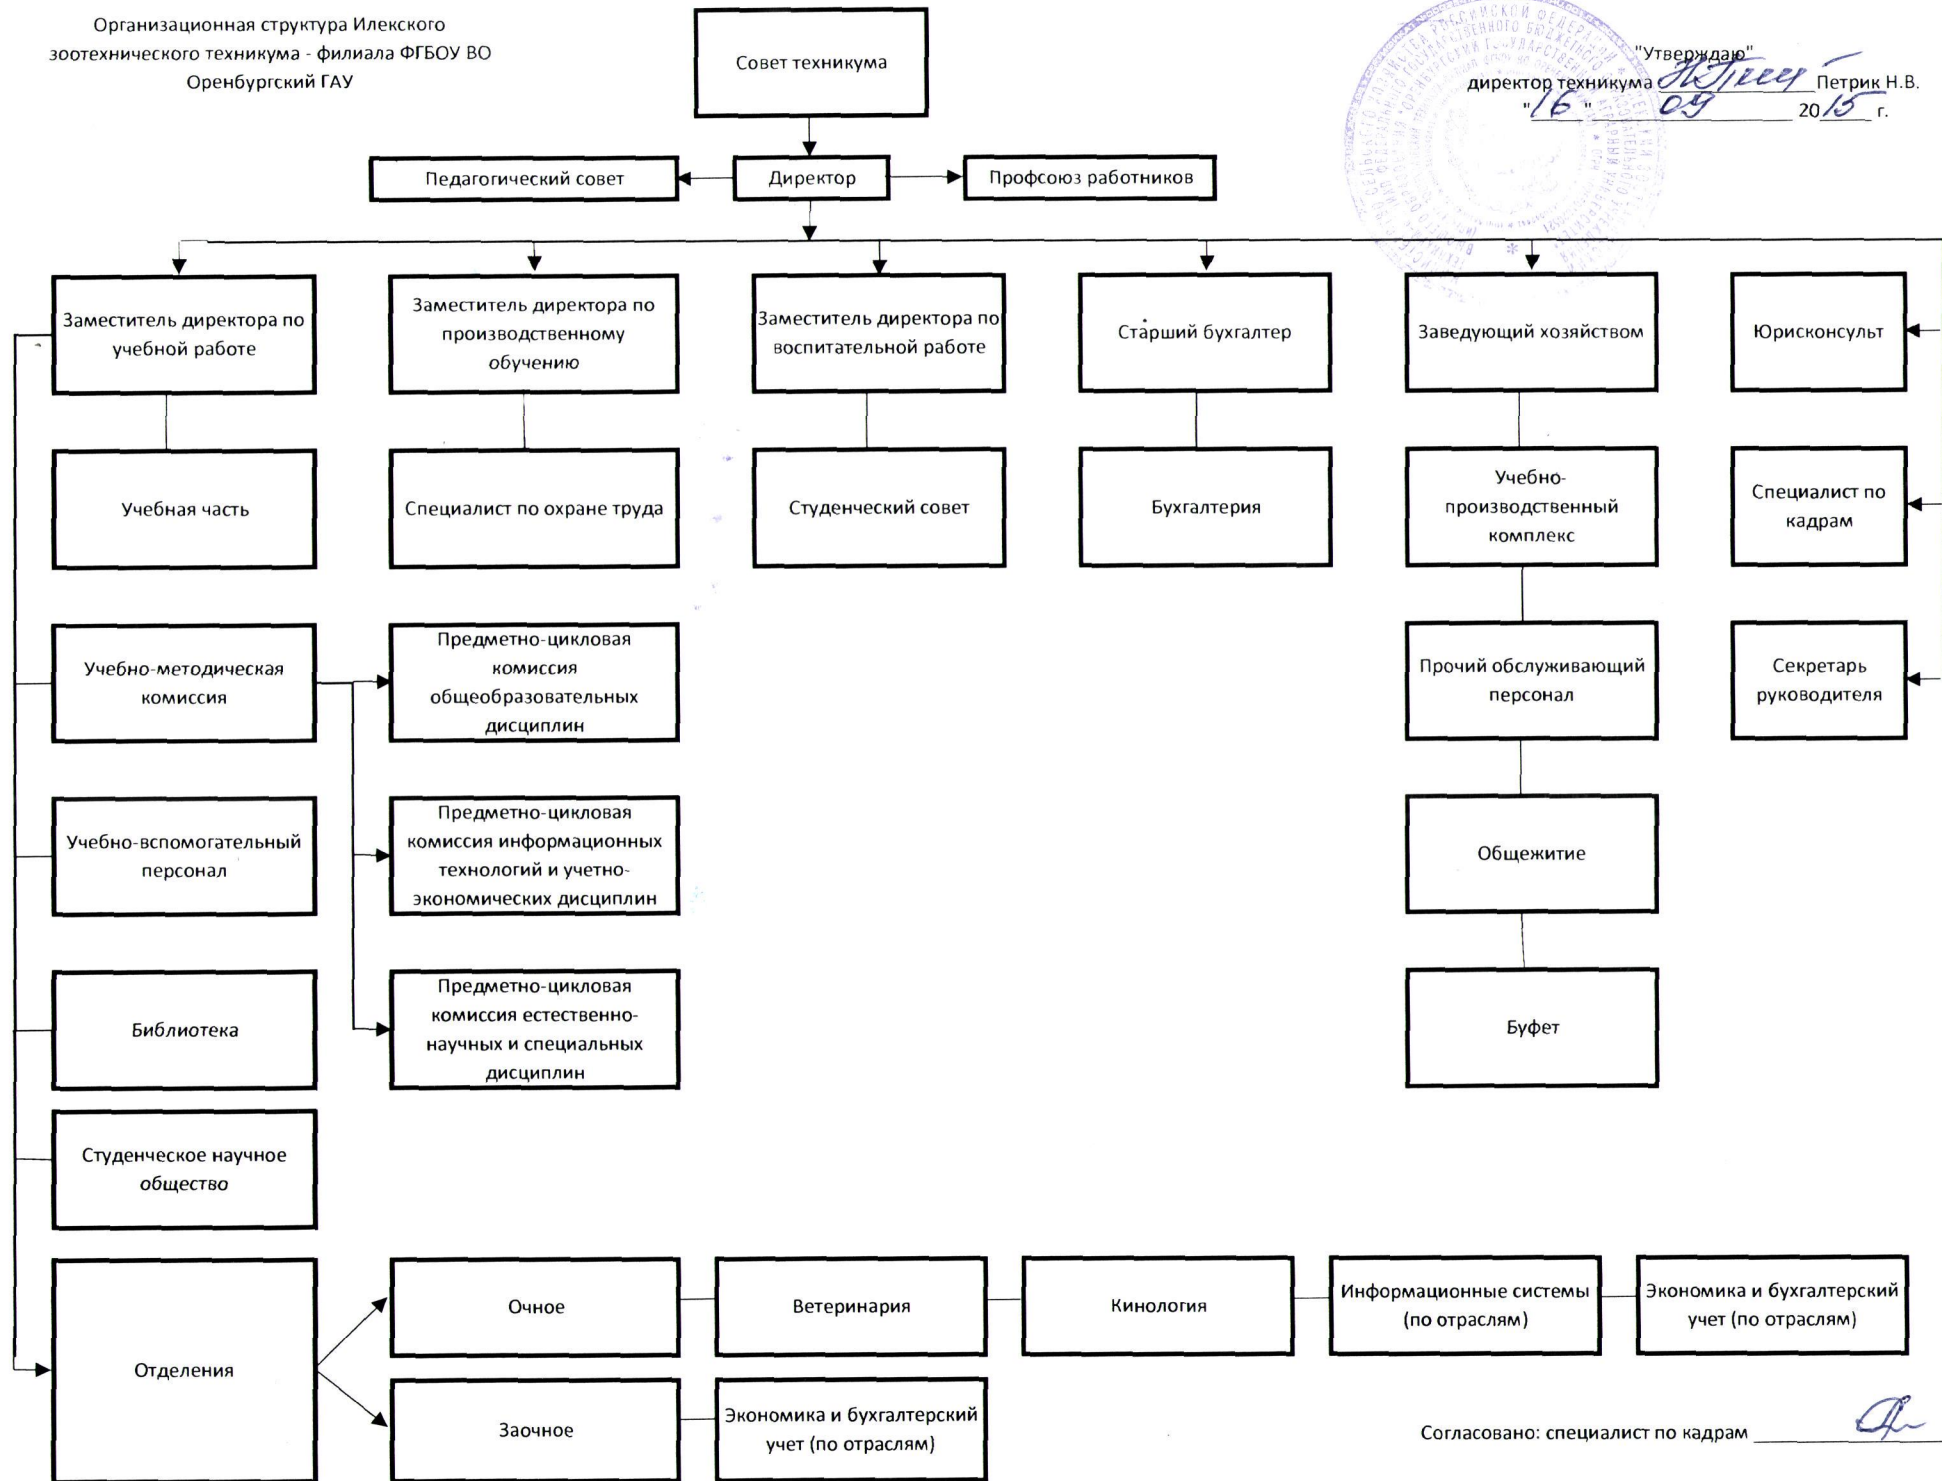 Организационная структура Илекского
зоотехнического техникума - филиала ФГБОУ ВО
Оренбургский ГАУ
"Утверждаю"
директор техникума Петрик Н.В.
"16" 09 2015 г.
Совет техникума
Педагогический совет
Директор
Профсоюз работников
Заместитель директора по
учебной работе
Заместитель директора по
производственному
обучению
Заместитель директора по
воспитательной работе
Старший бухгалтер
Заведующий хозяйством
Юрисконсульт
Учебная часть
Специалист по охране труда
Студенческий совет
Бухгалтерия
Учебно-
производственный
комплекс
Специалист по
кадрам
Учебно-методическая
комиссия
Предметно-цикловая
комиссия
общеобразовательных
дисциплин
Прочий обслуживающий
персонал
Секретарь
руководителя
Учебно-вспомогательный
персонал
Предметно-цикловая
комиссия информационных
технологий и учетно-
экономических дисциплин
Общежитие
Библиотека
Предметно-цикловая
комиссия естественно-
научных и специальных
дисциплин
Буфет
Студенческое научное
общество
Отделения
Очное
Ветеринария
Кинология
Информационные системы
(по отраслям)
Экономика и бухгалтерский
учет (по отраслям)
Заочное
Экономика и бухгалтерский
учет (по отраслям)
Согласовано: специалист по кадрам